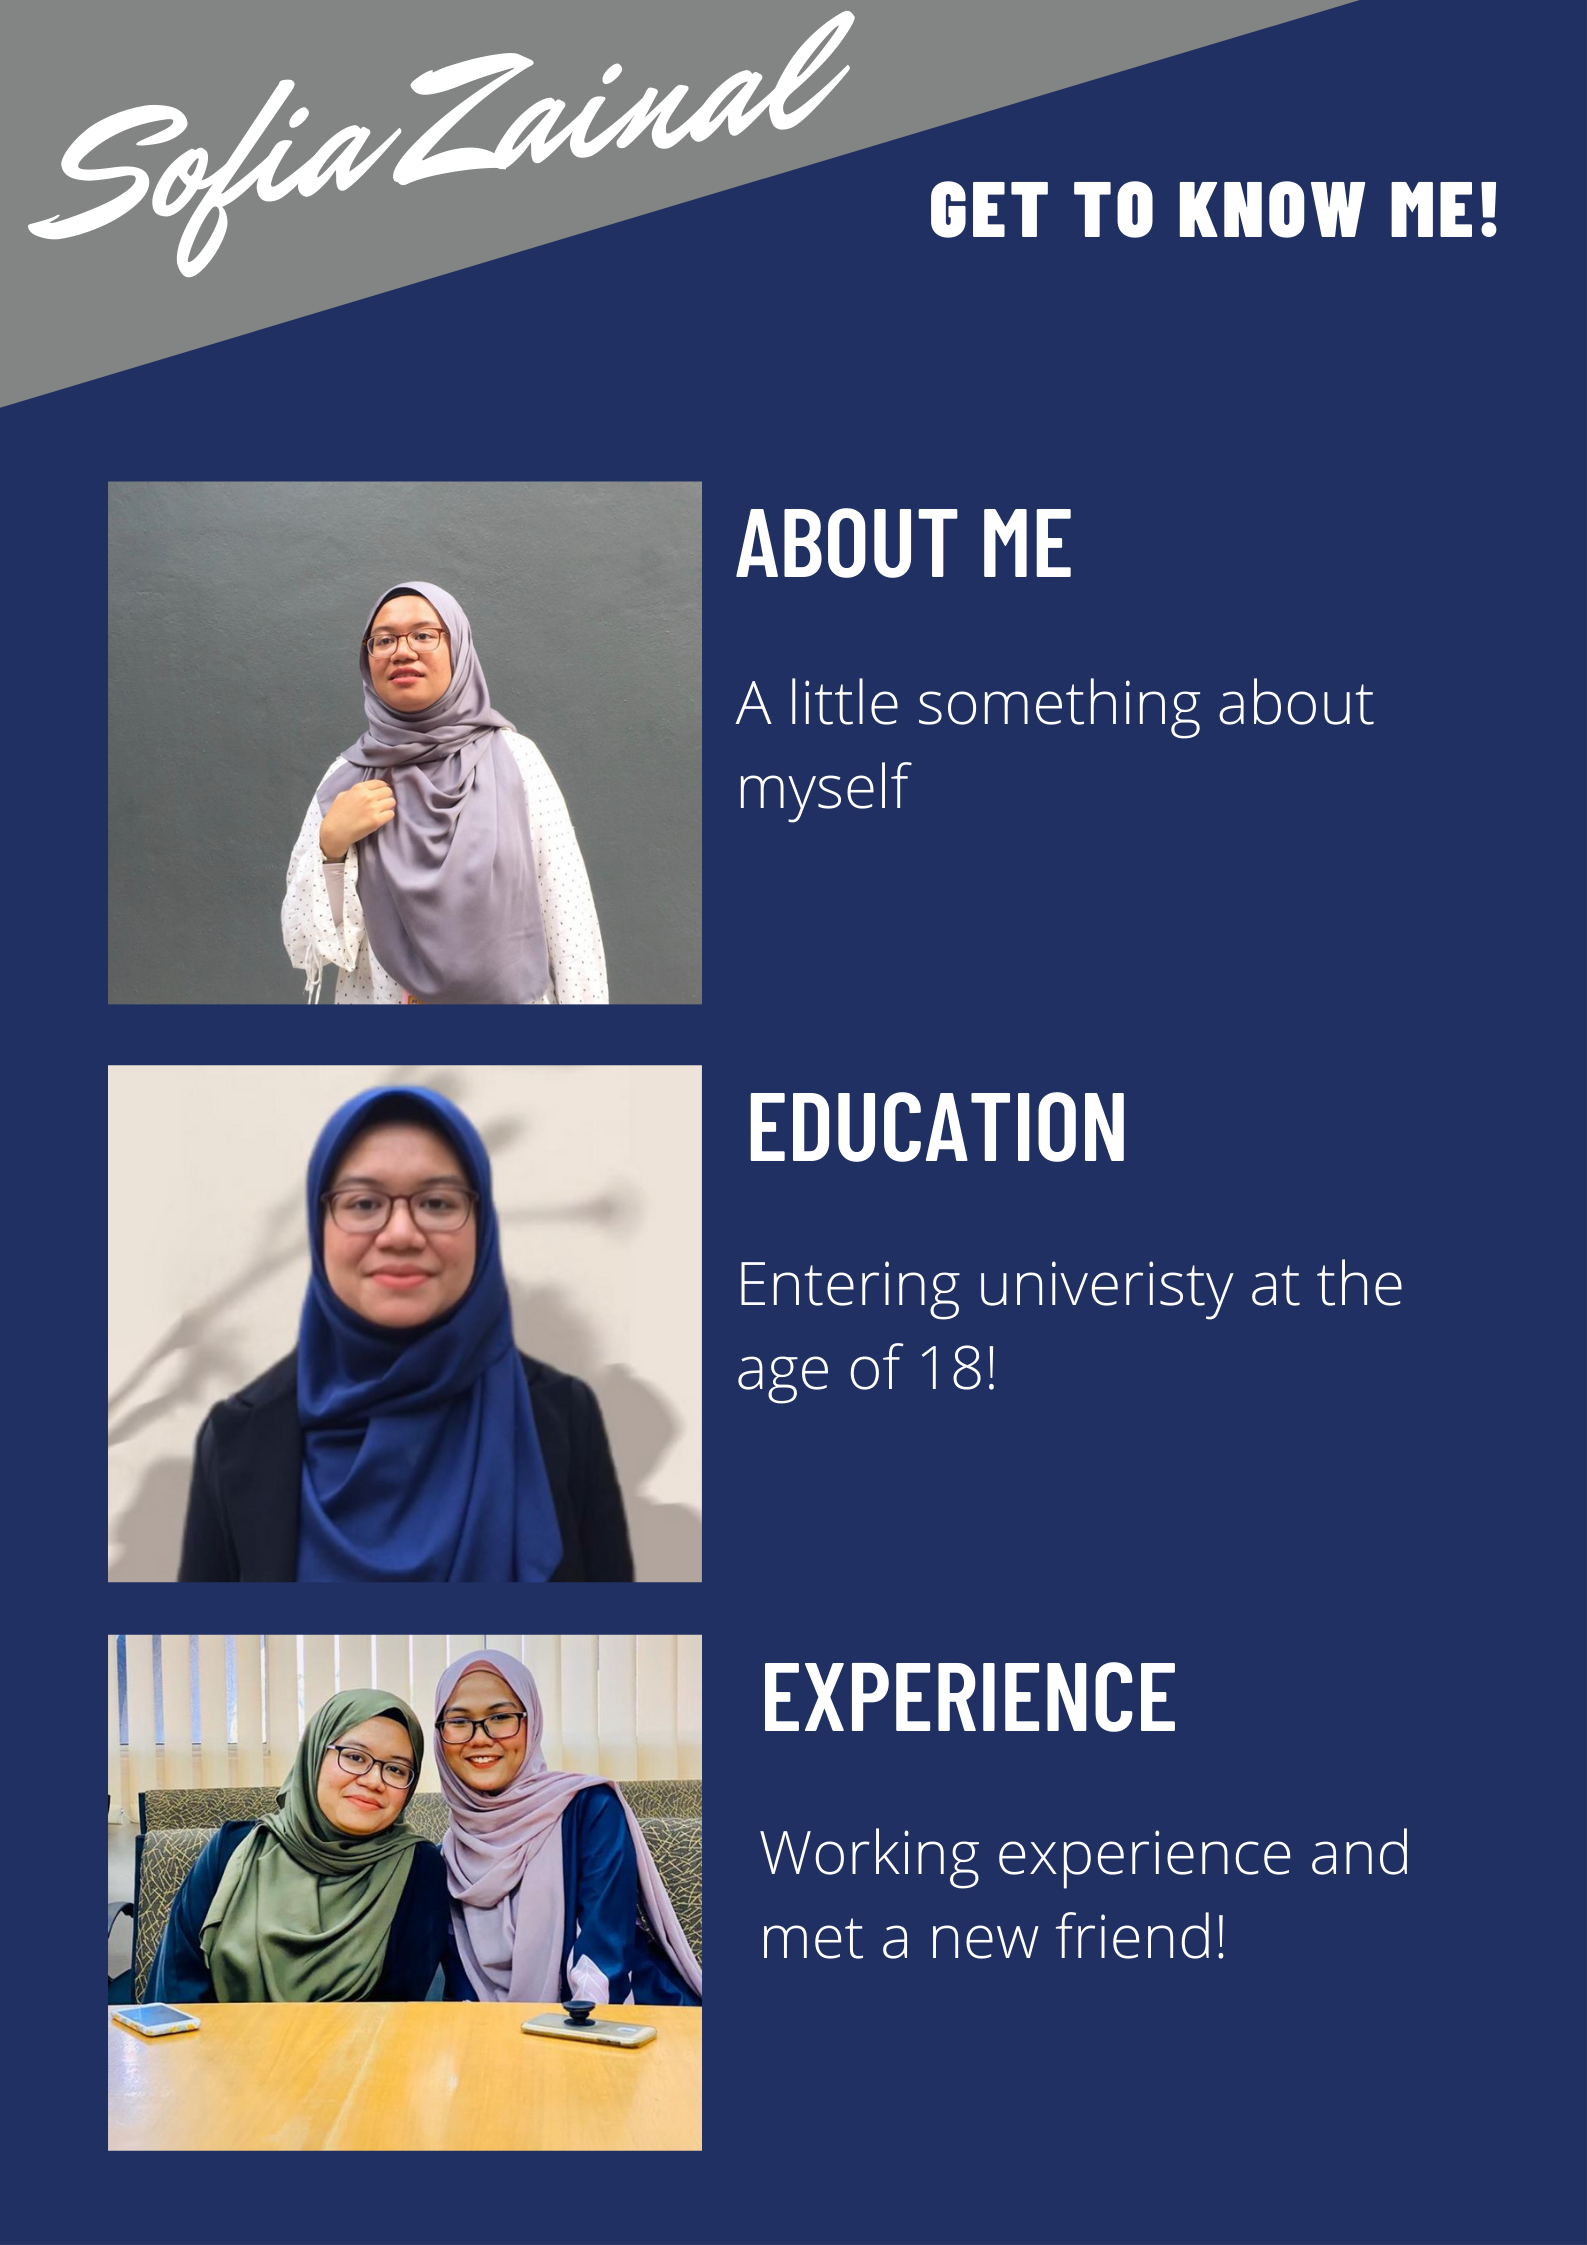 Sofia Zainal
GET TO KNOW ME!
ABOUT ME
A little something about
myself
EDUCATION
Entering univeristy at the
age of 18!
EXPERIENCE
Working experience and
met a new friend!